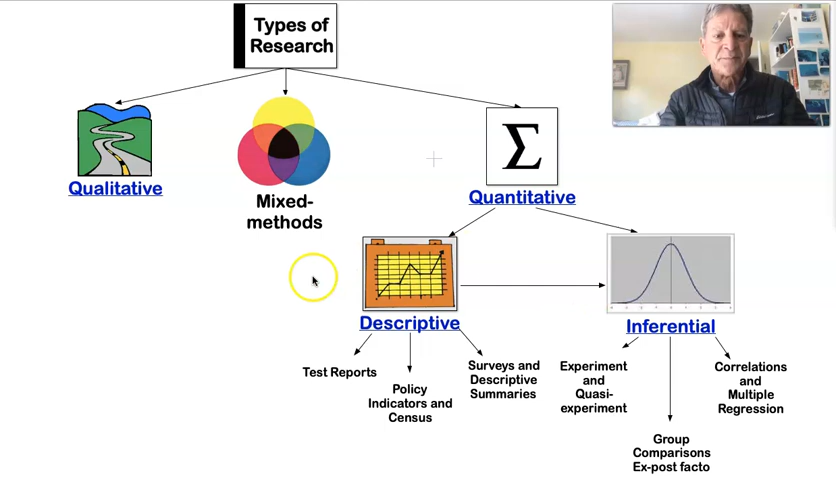 Types of
Research
Qualitative
Mixed-
methods
Σ
Quantitative
Descriptive
Inferential
Test Reports
Policy
Indicators and
Census
Surveys and
Descriptive
Summaries
Experiment
and
Quasi-
experiment
Group
Comparisons
Ex-post facto
Correlations
and
Multiple
Regression